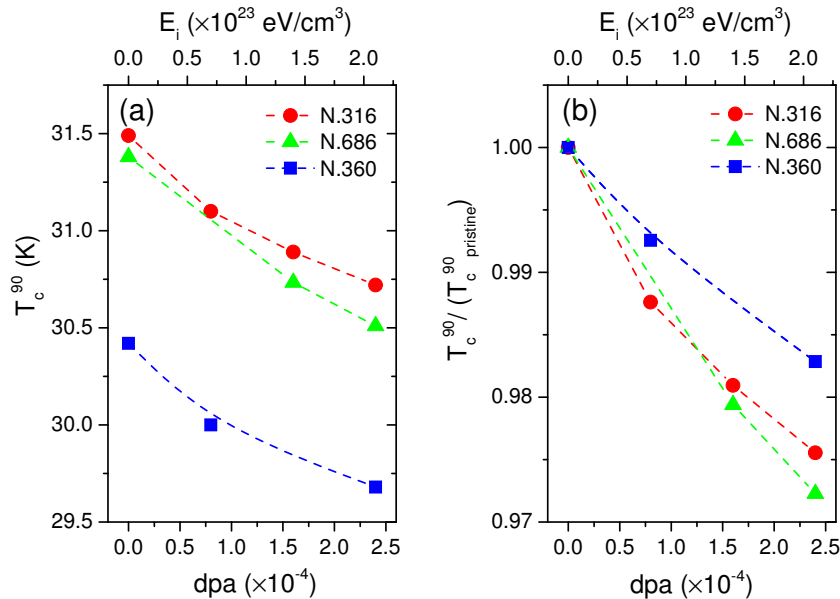 E_i (×10^23 eV/cm^3)
0.0 0.5 1.0 1.5 2.0
(a)
N.316
N.686
N.360
T_c^90 (K)
31.5
31.0
30.5
30.0
29.5
0.0 0.5 1.0 1.5 2.0 2.5
dpa (×10^-4)
E_i (×10^23 eV/cm^3)
0.0 0.5 1.0 1.5 2.0
(b)
N.316
N.686
N.360
T_c^90 / (T_c^90 pristine)
1.00
0.99
0.98
0.97
0.0 0.5 1.0 1.5 2.0 2.5
dpa (×10^-4)